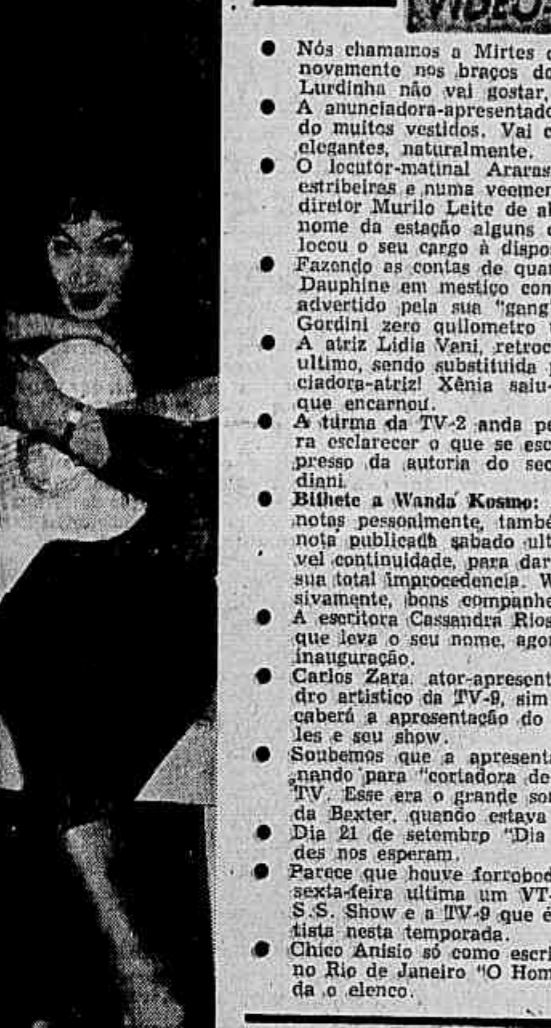 VIDEO-
● Nós chamamos a Mirtes
novamente nos braços do
Lurdinha não vai gostar,
● A anunciadora-apresentado
do muitos vestidos. Vai
elegantes, naturalmente.
● O locutor-matinal Araras
estribeiras e numa veemen
diretor Murilo Leite de
nome da estação alguns
locou o seu cargo à dispo
● Fazendo as contas de qua
Dauphine em mestiço con
advertido pela sua "gang
Gordini zero quilometro
● A atriz Lidia Vani, retroc
ultimo, sendo substituida
ciadora-atriz! Xênia saiu-
que encarnou.
● A turma da TV-2 anda pe
ra esclarecer o que se esc
presso da autoria do sec
diani.
● Bilhete a Wanda Kosmo:
notas pessoalmente, també
nota publicada sabado ult
vel continuidade, para dar
sua total improcedencia. W
sivamente, bons companhe
● A escritora Cassandra Rios
que leva o seu nome, ago
inauguração.
● Carlos Zara, ator-apresent
dro artistico da TV-9, sim
caberá a apresentação do
les e seu show.
● Soubemos que a apresenta
nando para "cortadora de
TV. Esse era o grande so
da Baxter, quando estava
● Dia 21 de setembro "Dia
des nos esperam.
● Parece que houve forrobod
sexta-feira ultima um VT-
S.S. Show e a TV-9 que é
tista nesta temporada.
● Chico Anisio só como escri
no Rio de Janeiro "O Hom
da o elenco.